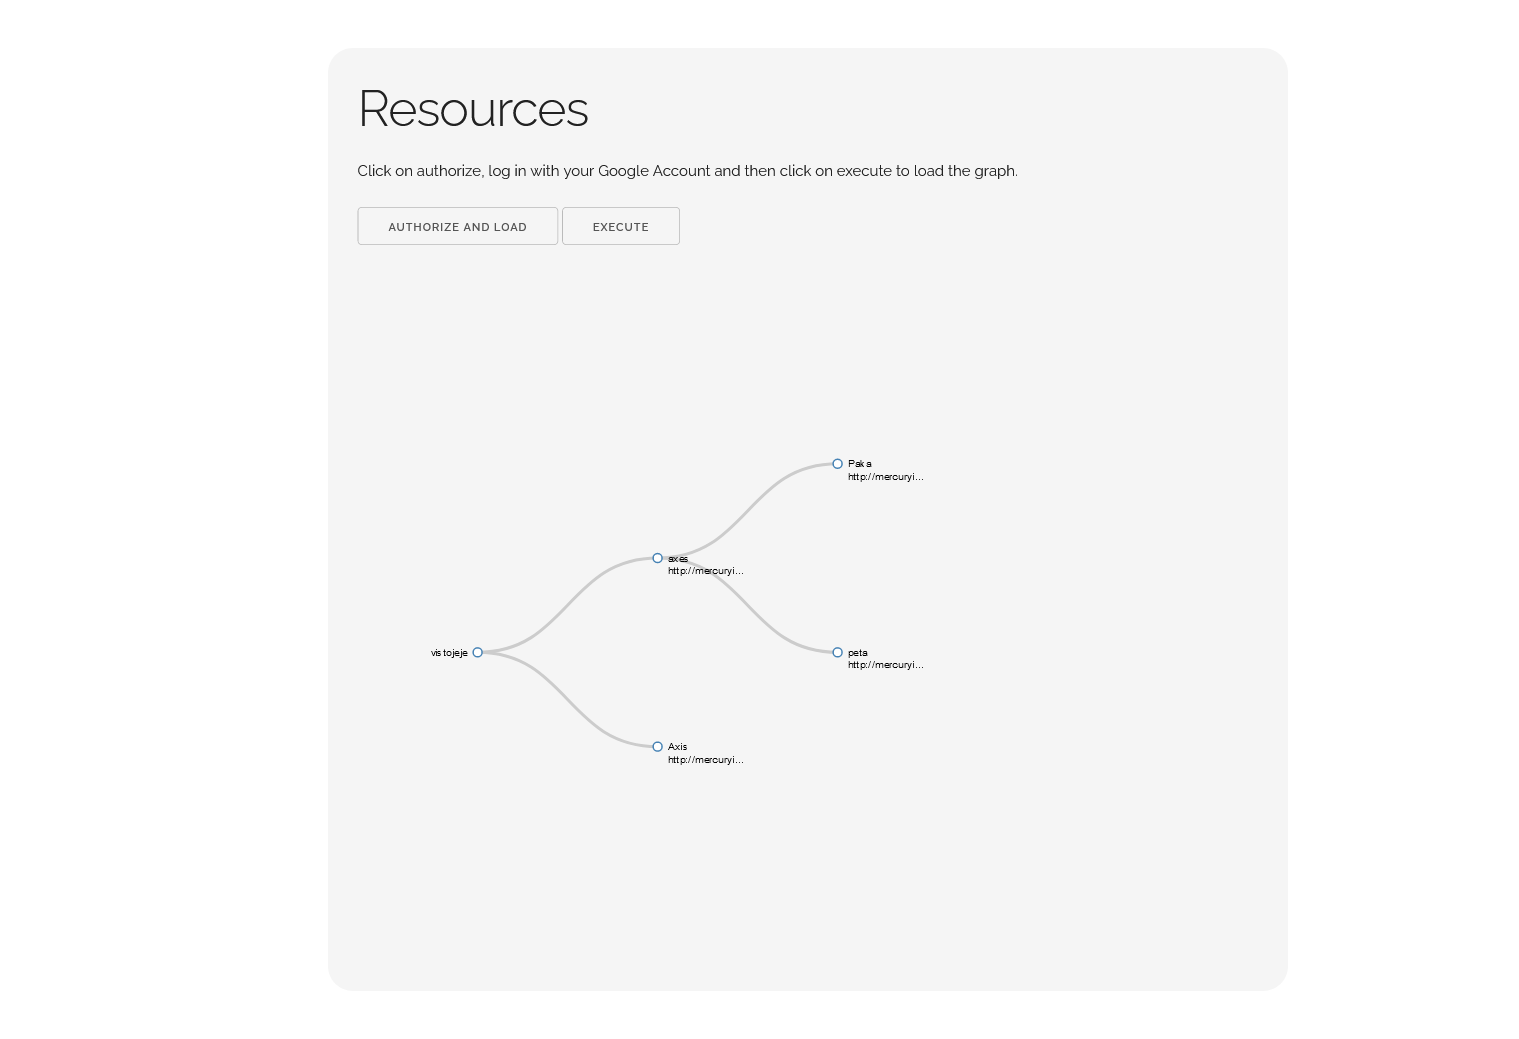 Resources
Click on authorize, log in with your Google Account and then click on execute to load the graph.
AUTHORIZE AND LOAD
EXECUTE
Paka
http://mercuryi...
axes
http://mercuryi...
vistojeje
peta
http://mercuryi...
Axis
http://mercuryi...